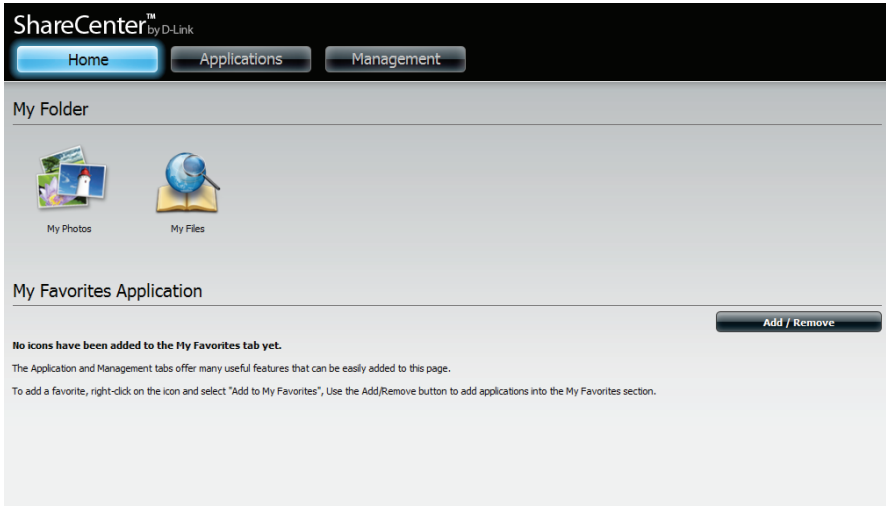 ShareCenter™ by D-Link
Home Applications Management
My Folder
My Photos My Files
My Favorites Application
Add / Remove
No icons have been added to the My Favorites tab yet.
The Application and Management tabs offer many useful features that can be easily added to this page.
To add a favorite, right-click on the icon and select "Add to My Favorites", Use the Add/Remove button to add applications into the My Favorites section.